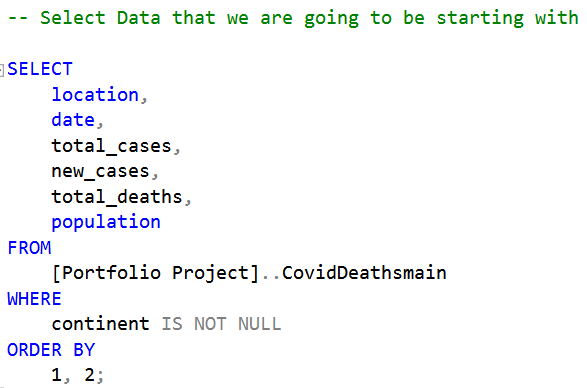 -- Select Data that we are going to be starting with
SELECT
location,
date,
total_cases,
new_cases,
total_deaths,
population
FROM
[Portfolio Project]..CovidDeathsmain
WHERE
continent IS NOT NULL
ORDER BY
1, 2;